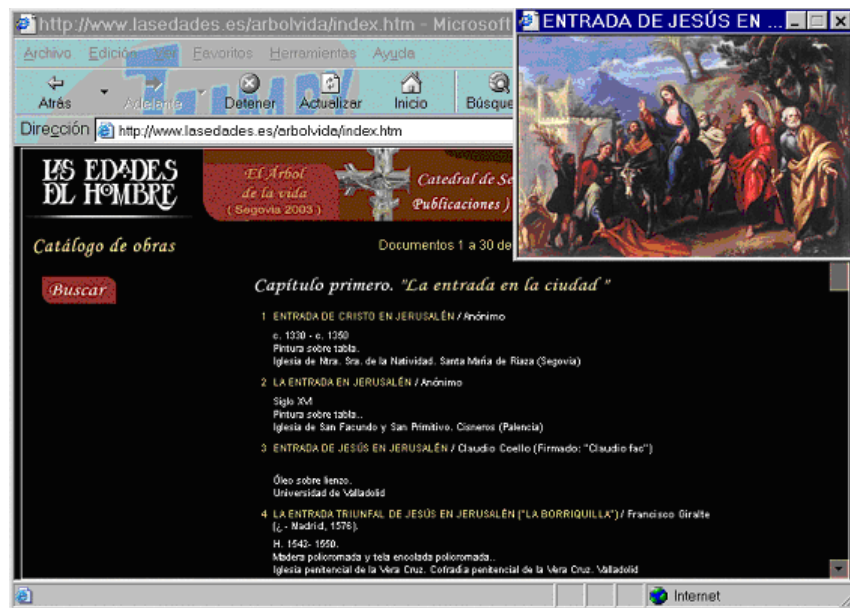 http://www.lasedades.es/arbolvida/index.htm - Microsoft
ENTRADA DE JESÚS EN ...
Archivo Edición Ver Favoritos Herramientas Ayuda
Atrás Adelante Detener Actualizar Inicio Búsque
Dirección http://www.lasedades.es/arbolvida/index.htm
LAS EDADES
DEL HOMBRE
El Árbol
de la vida
( Segovia 2003 )
Catedral de Se
Publicaciones )
Catálogo de obras
Documentos 1 a 30 de
Buscar
Capítulo primero. "La entrada en la ciudad "
1 ENTRADA DE CRISTO EN JERUSALÉN / Anónimo
c. 1330 - c. 1350
Pintura sobre tabla.
Iglesia de Ntra. Sra. de la Natividad. Santa María de Riaza (Segovia)
2 LA ENTRADA EN JERUSALÉN / Anónimo
Siglo XVI
Pintura sobre tabla..
Iglesia de San Facundo y San Primitivo. Cisneros (Palencia)
3 ENTRADA DE JESÚS EN JERUSALÉN / Claudio Coello (Firmado: "Claudio fac")
Óleo sobre lienzo.
Universidad de Valladolid
4 LA ENTRADA TRIUNFAL DE JESÚS EN JERUSALÉN ("LA BORRIQUILLA") / Francisco Giralte
(¿ - Madrid, 1576).
H. 1542- 1550.
Madera policromada y tela encolada policromada..
Iglesia penitencial de la Vera Cruz. Cofradía penitencial de la Vera Cruz. Valladolid
Internet